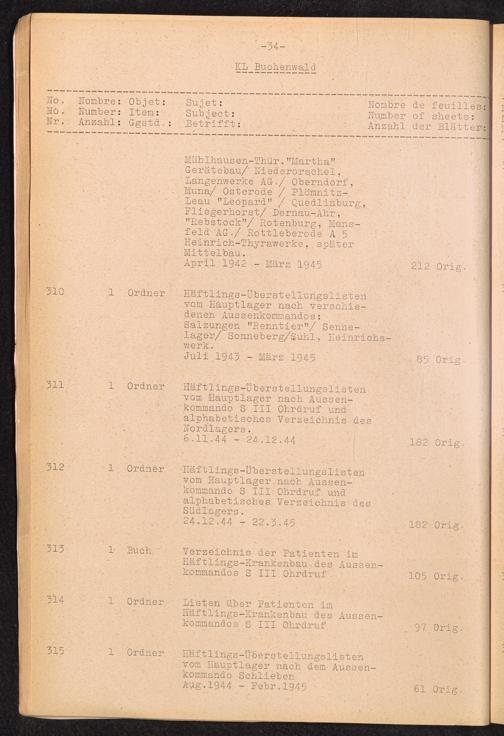 -34-
KL Buchenwald
No. Nombre: Objet: Sujet: Nombre de feuilles:
No. Number: Item: Subject: Number of sheets:
Nr. Anzahl: Ggstd.: Betrifft: Anzahl der Blätter:
Mühlhausen-Thür."Martha"
Gerätebau/ Niederorschel,
Langenwerke AG./ Oberndorf,
Muna/ Osterode / Plömnitz-
Leau "Leopard" / Quedlinburg,
Fliegerhorst/ Dernau-Ahr,
"Rebstock"/ Rotenburg, Mans-
feld AG./ Rottleberode A 5
Heinrich-Thyrawerke, später
Mittelbau.
April 1942 - März 1945 212 Orig.
310 1 Ordner Häftlings-Überstellungslisten
vom Hauptlager nach verschie-
denen Aussenkommandos:
Salzungen "Renntier"/ Senne-
lager/ Sonneberg/Suhl, Heinrichs-
werk.
Juli 1943 - März 1945 85 Orig.
311 1 Ordner Häftlings-Überstellungslisten
vom Hauptlager nach Aussen-
kommando S III Ohrdruf und
alphabetisches Verzeichnis des
Nordlagers.
6.11.44 - 24.12.44 182 Orig.
312 1 Ordner Häftlings-Überstellungslisten
vom Hauptlager nach Aussen-
kommando S III Ohrdruf und
alphabetisches Verzeichnis des
Südlagers.
24.12.44 - 22.3.45 182 Orig.
313 1 Buch Verzeichnis der Patienten im
Häftlings-Krankenbau des Aussen-
kommandos S III Ohrdruf 105 Orig.
314 1 Ordner Listen über Patienten im
Häftlings-Krankenbau des Aussen-
kommandos S III Ohrdruf 97 Orig.
315 1 Ordner Häftlings-Überstellungslisten
vom Hauptlager nach dem Aussen-
kommando Schlieben
Aug.1944 - Febr.1945 61 Orig.